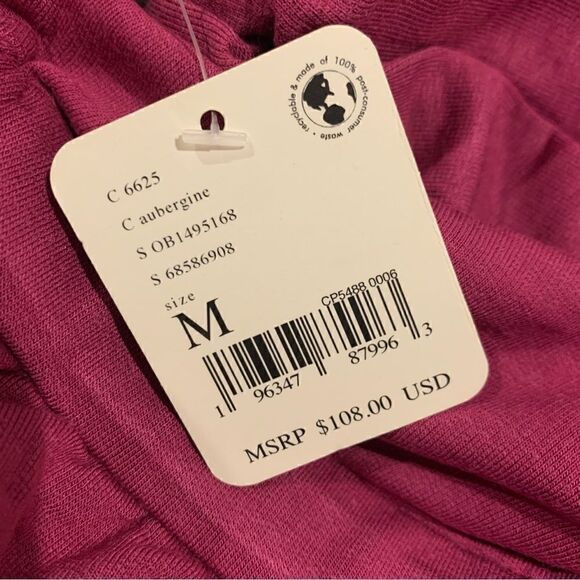 recyclable & made of 100% post-consumer waste •
C 6625
C aubergine
S OB1495168
S 68586908
size
M
CP5488 0006
1 96347 87996 3
MSRP $108.00 USD